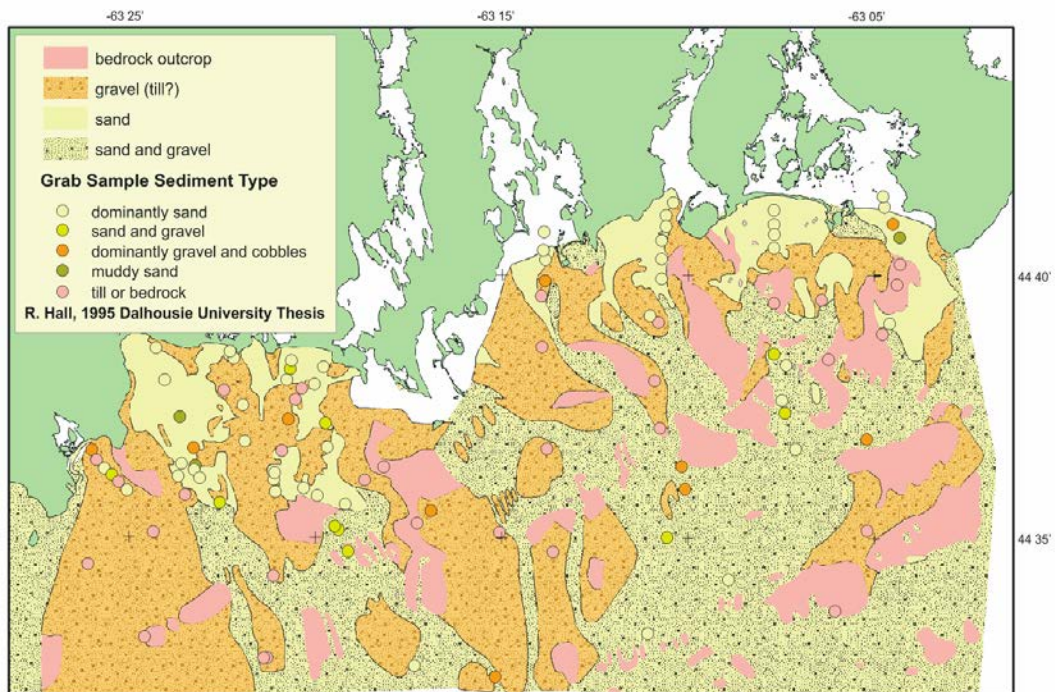 -63 25' -63 15' -63 05'
bedrock outcrop
gravel (till?)
sand
sand and gravel
Grab Sample Sediment Type
dominantly sand
sand and gravel
dominantly gravel and cobbles
muddy sand
till or bedrock
R. Hall, 1995 Dalhousie University Thesis
44 40'
44 35'